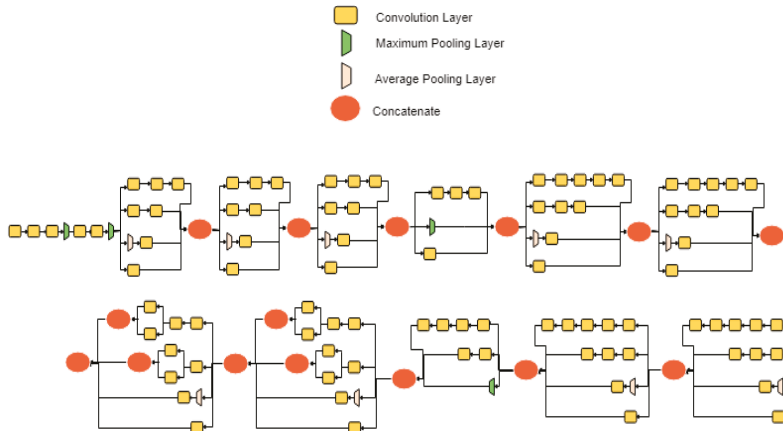 Convolution Layer
Maximum Pooling Layer
Average Pooling Layer
Concatenate